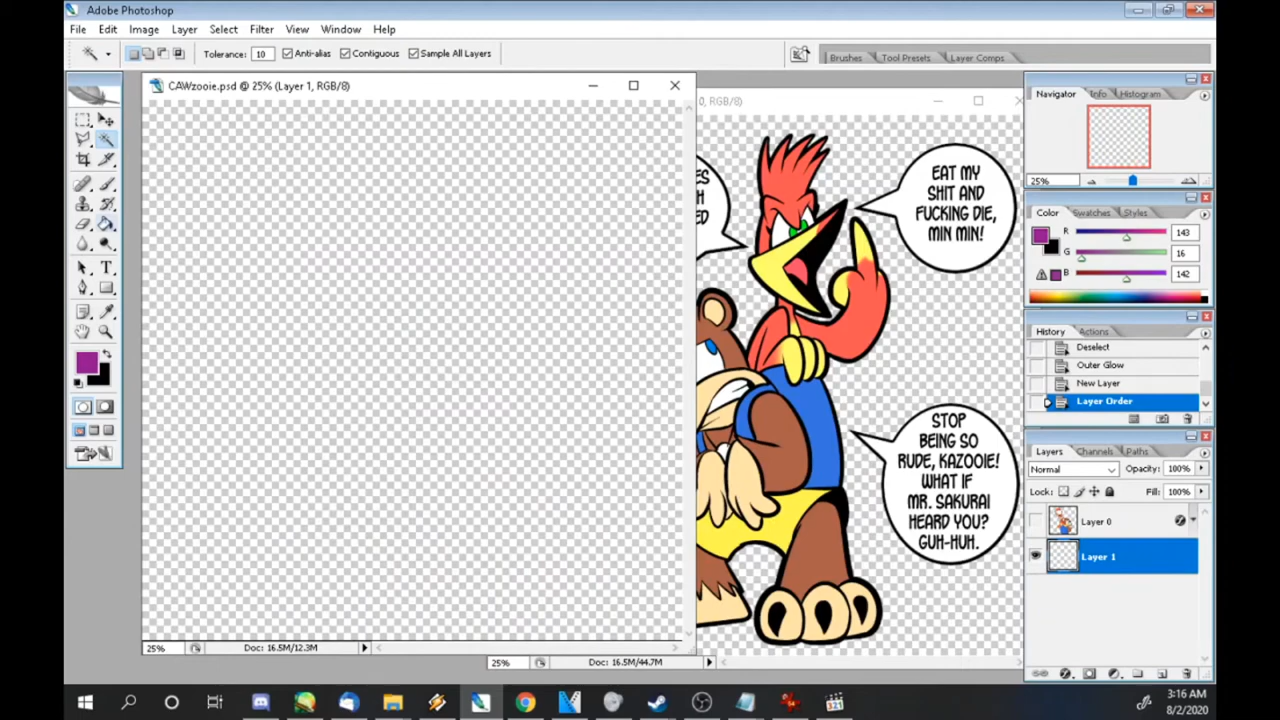 Adobe Photoshop
File Edit Image Layer Select Filter View Window Help
Tolerance: 10 Anti-alias Contiguous Sample All Layers
Brushes Tool Presets Layer Comps
CAWzooie.psd @ 25% (Layer 1, RGB/8)
0, RGB/8)
Navigator Info Histogram
25%
Color Swatches Styles
R 143
G 16
B 142
History Actions
Deselect
Outer Glow
New Layer
Layer Order
Layers Channels Paths
Normal Opacity: 100%
Lock: Fill: 100%
Layer 0
Layer 1
ES
H
ED
EAT MY
SHIT AND
FUCKING DIE,
MIN MIN!
STOP
BEING SO
RUDE, KAZOOIE!
WHAT IF
MR. SAKURAI
HEARD YOU?
GUH-HUH.
25% Doc: 16.5M/12.3M
25% Doc: 16.5M/44.7M
321
3:16 AM
8/2/2020